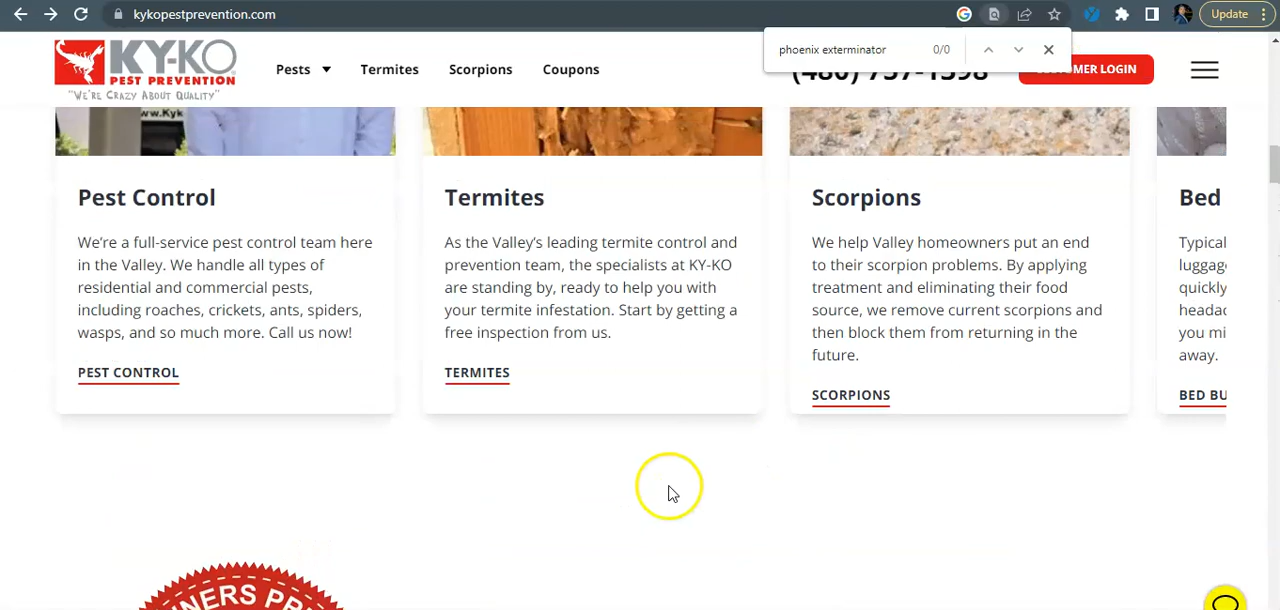 kykopestprevention.com
Update
phoenix exterminator 0/0
KY-KO
PEST PREVENTION
"WE'RE CRAZY ABOUT QUALITY"
Pests
Termites
Scorpions
Coupons
LOGIN
www.Kyk
Pest Control
We're a full-service pest control team here
in the Valley. We handle all types of
residential and commercial pests,
including roaches, crickets, ants, spiders,
wasps, and so much more. Call us now!
PEST CONTROL
Termites
As the Valley's leading termite control and
prevention team, the specialists at KY-KO
are standing by, ready to help you with
your termite infestation. Start by getting a
free inspection from us.
TERMITES
Scorpions
We help Valley homeowners put an end
to their scorpion problems. By applying
treatment and eliminating their food
source, we remove current scorpions and
then block them from returning in the
future.
SCORPIONS
Bed
Typical
luggag
quickly
headac
you mi
away.
BED BU
NERS PR